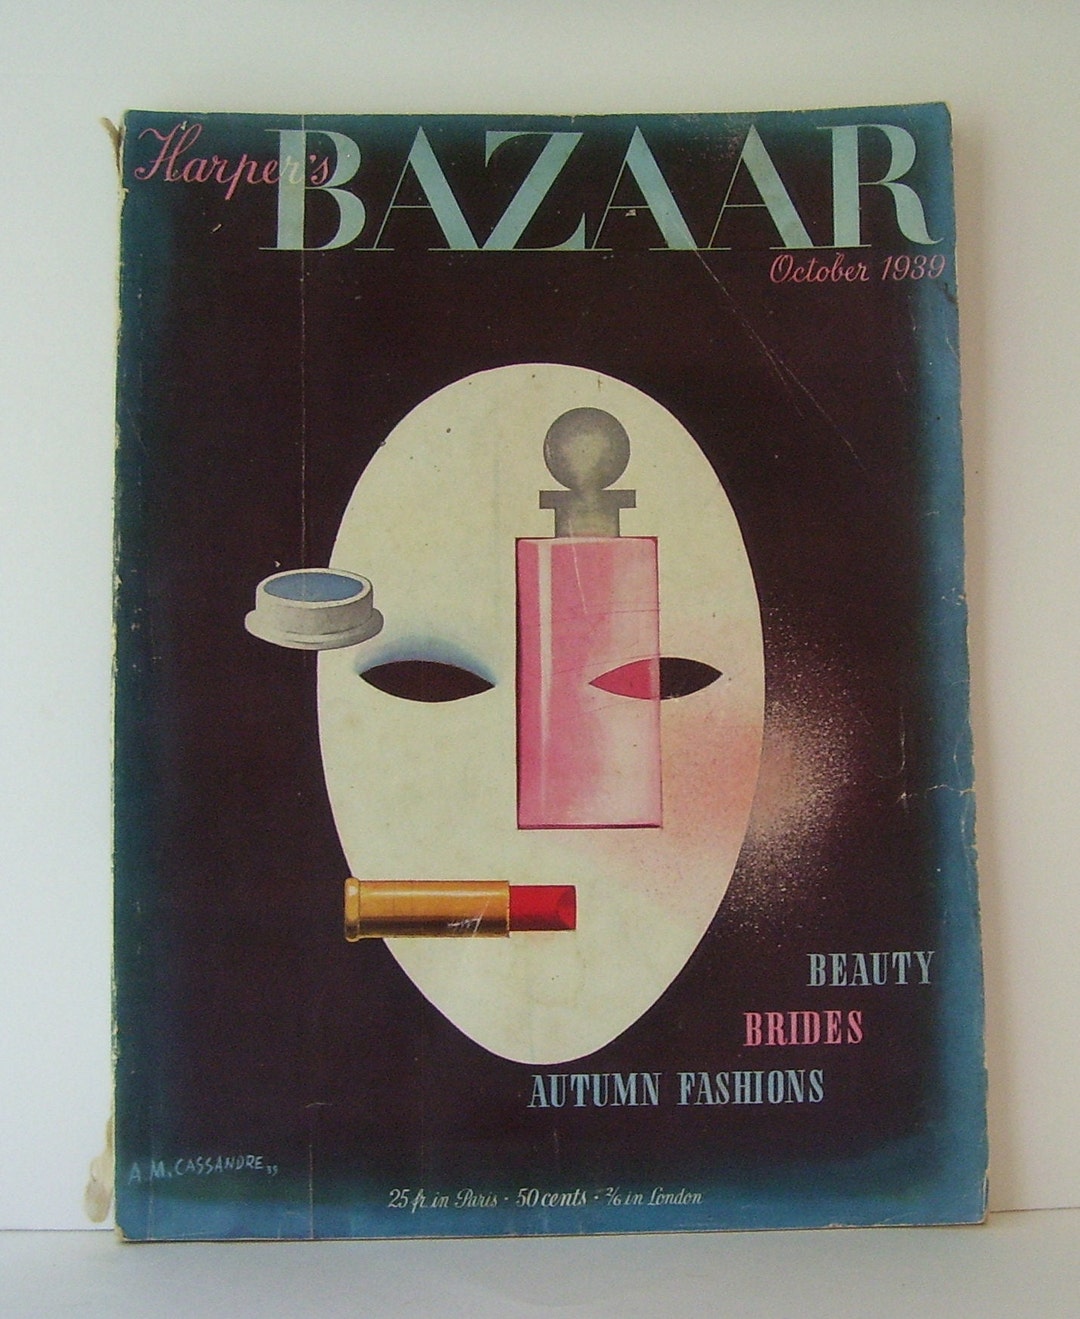 Harper's BAZAAR
October 1939
BEAUTY
BRIDES
AUTUMN FASHIONS
A.M. CASSANDRE 39
25 fr in Paris · 50 cents · 2/6 in London